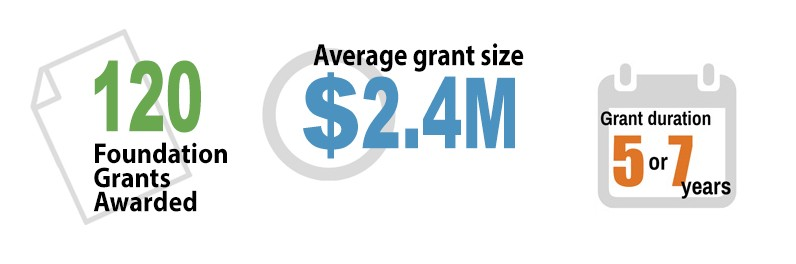 120
Foundation
Grants
Awarded
Average grant size
$2.4M
Grant duration
5 or 7
years